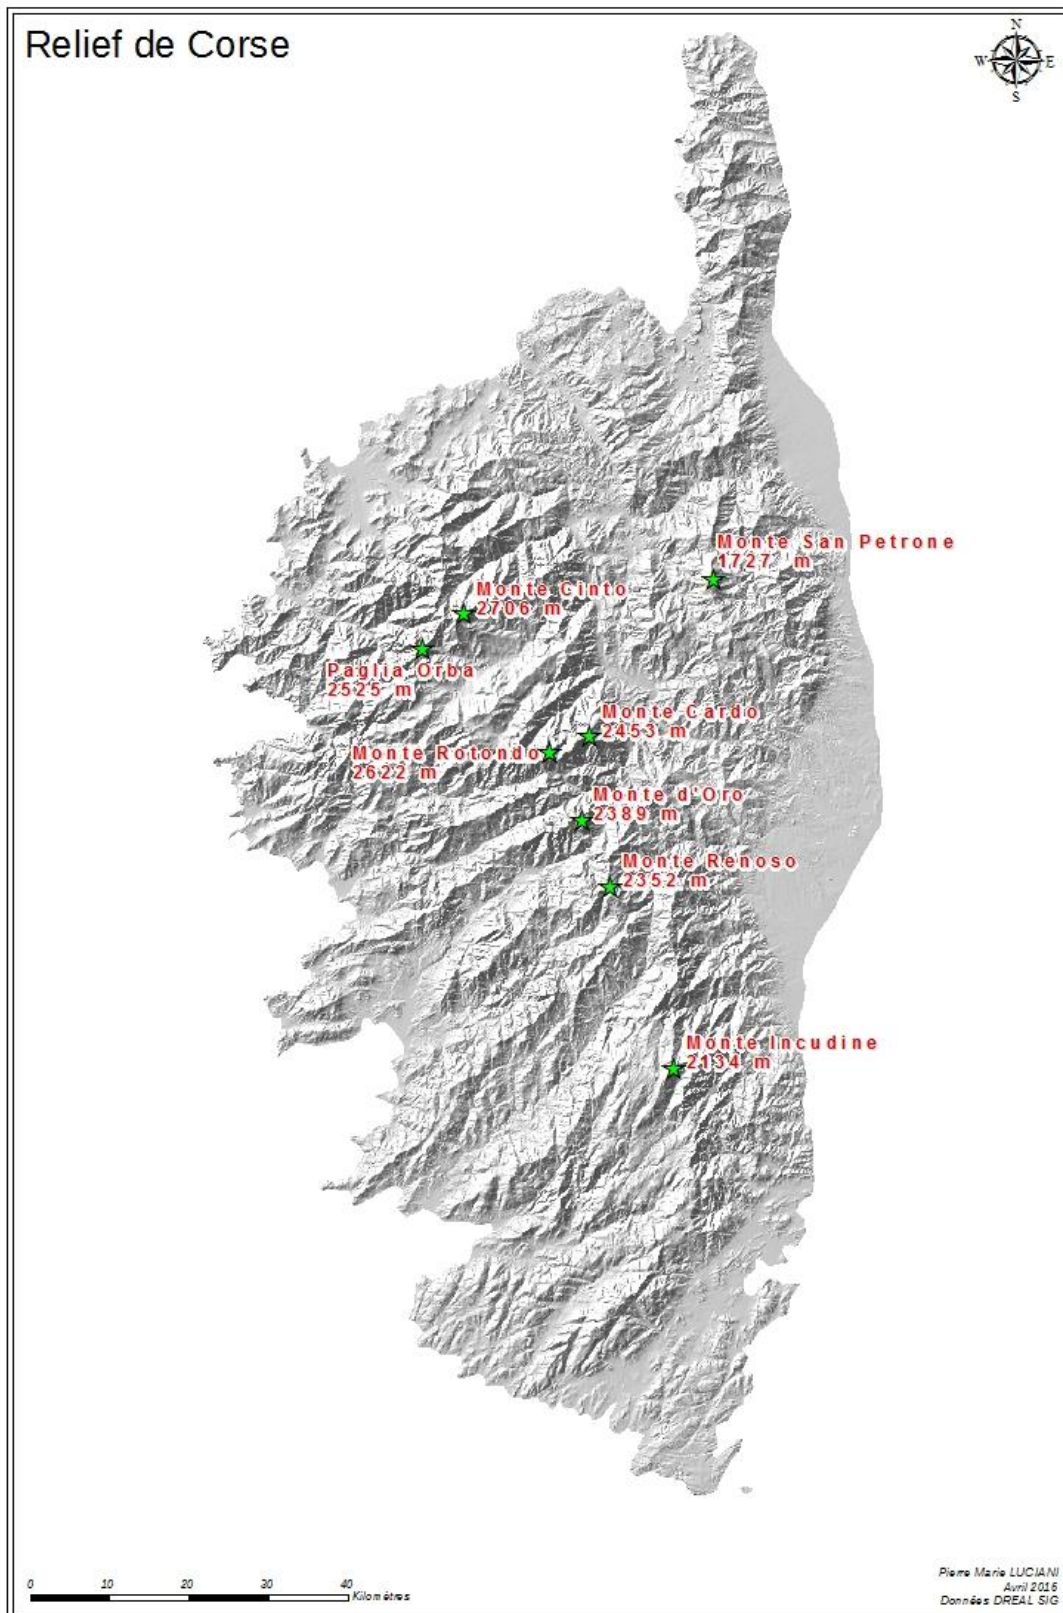 Relief de Corse
N
W E
S
Monte San Petrone
1727 m
Monte Cinto
2706 m
Paglia Orba
2525 m
Monte Cardo
2453 m
Monte Rotondo
2622 m
Monte d'Oro
2389 m
Monte Renoso
2352 m
Monte Incudine
2134 m
0 10 20 30 40
Kilomètres
Pierre Marie LUCIANI
Avril 2016
Données DREAL SIG